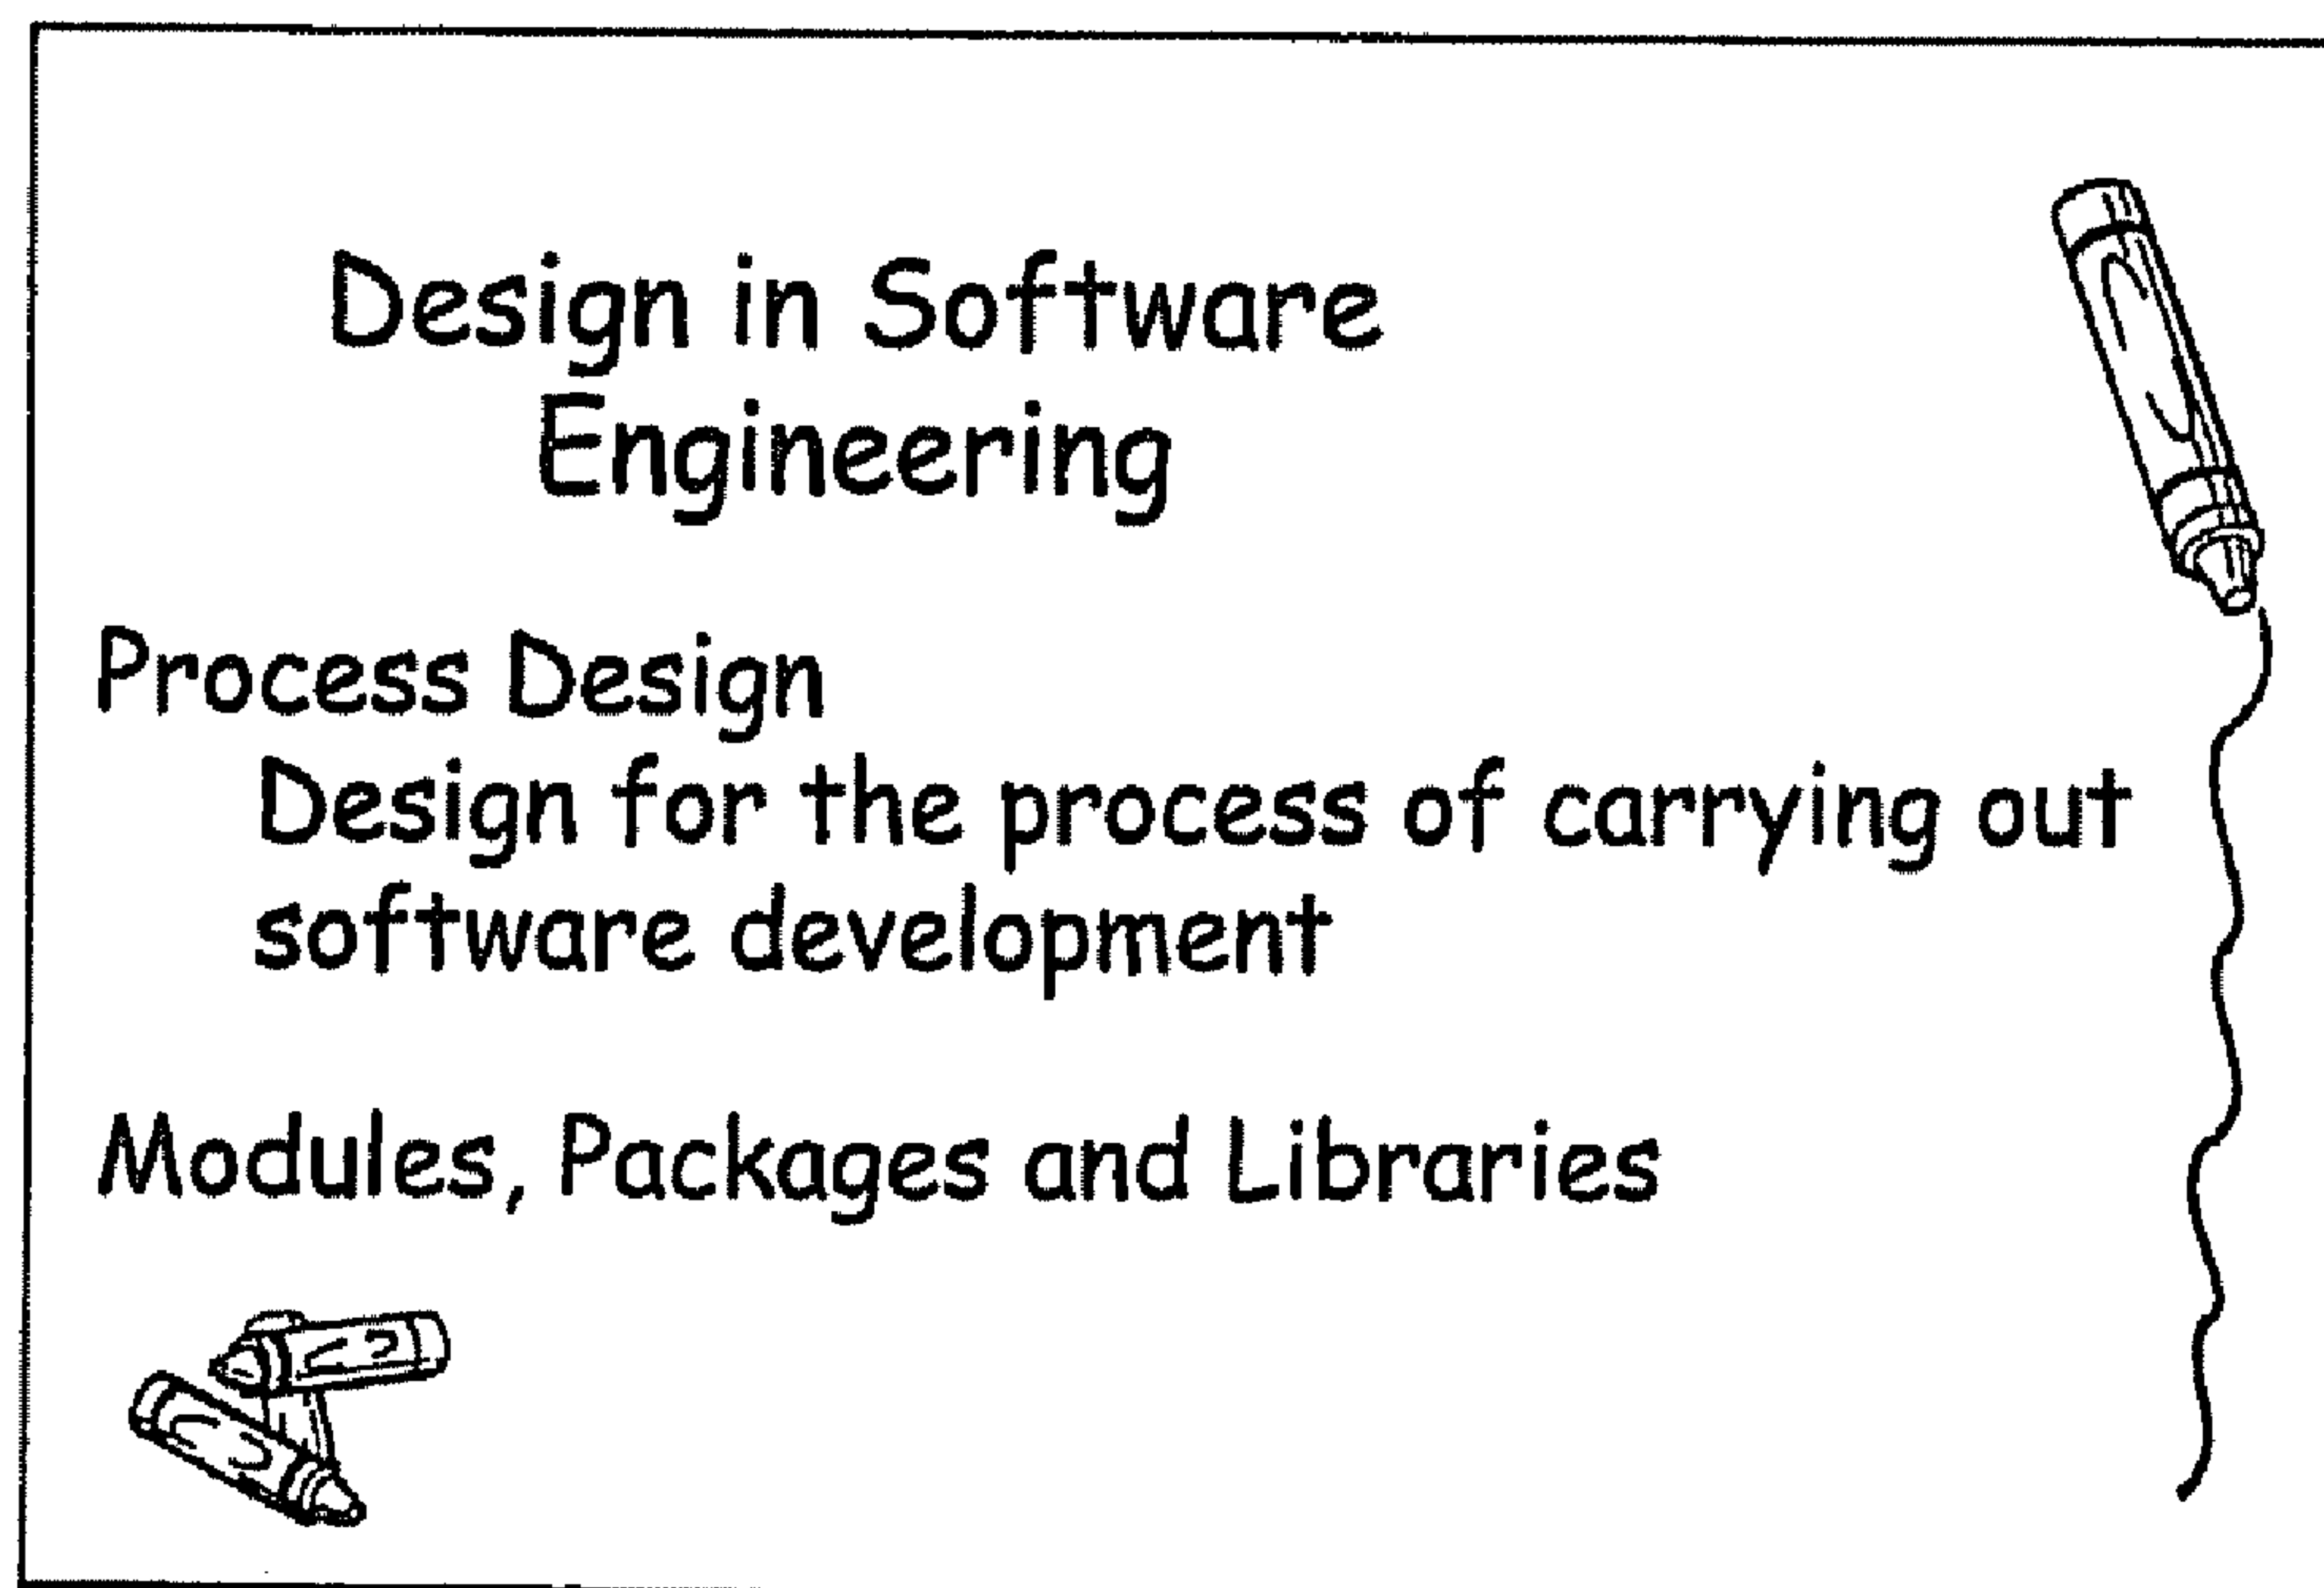 Design in Software
Engineering
Process Design
Design for the process of carrying out
software development
Modules, Packages and Libraries